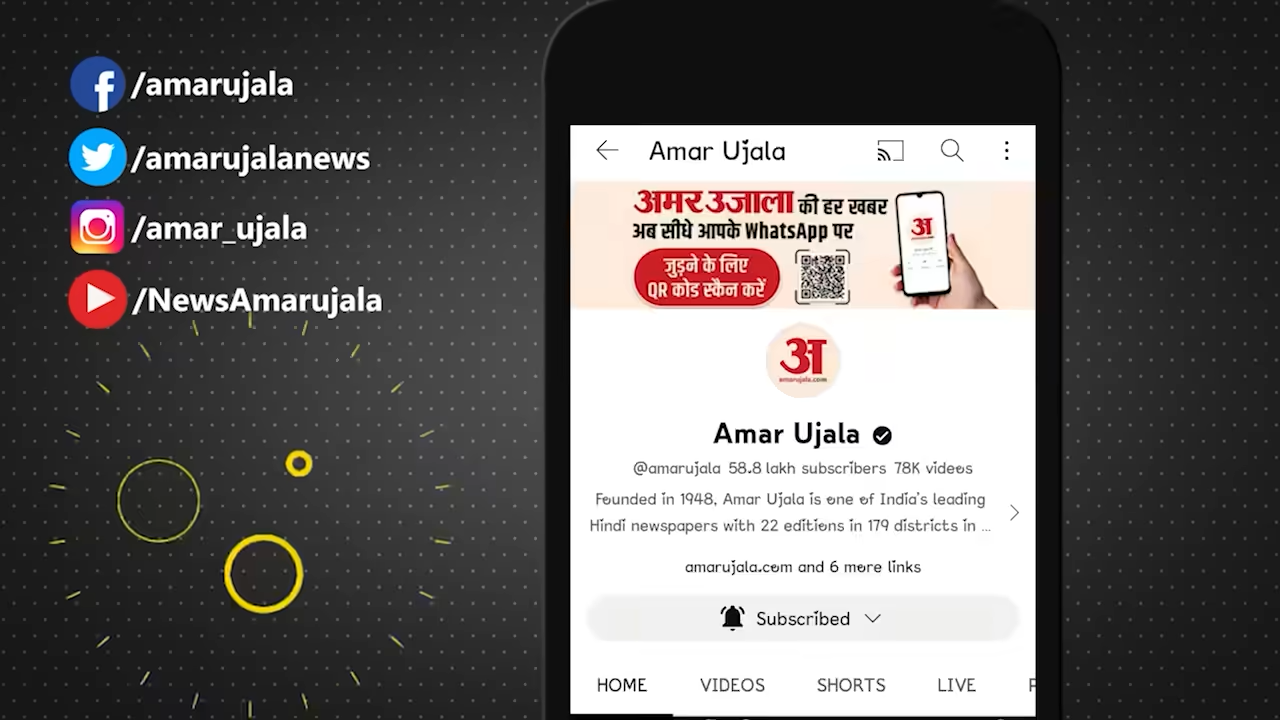 /amarujala
/amarujalanews
/amar_ujala
/NewsAmarujala
Amar Ujala
अमर उजाला की हर खबर
अब सीधे आपके WhatsApp पर
जुड़ने के लिए
QR कोड स्कैन करें
अ
अ
amarujala.com
Amar Ujala
@amarujala 58.8 lakh subscribers 78K videos
Founded in 1948, Amar Ujala is one of India's leading
Hindi newspapers with 22 editions in 179 districts in ...
amarujala.com and 6 more links
Subscribed
HOME VIDEOS SHORTS LIVE